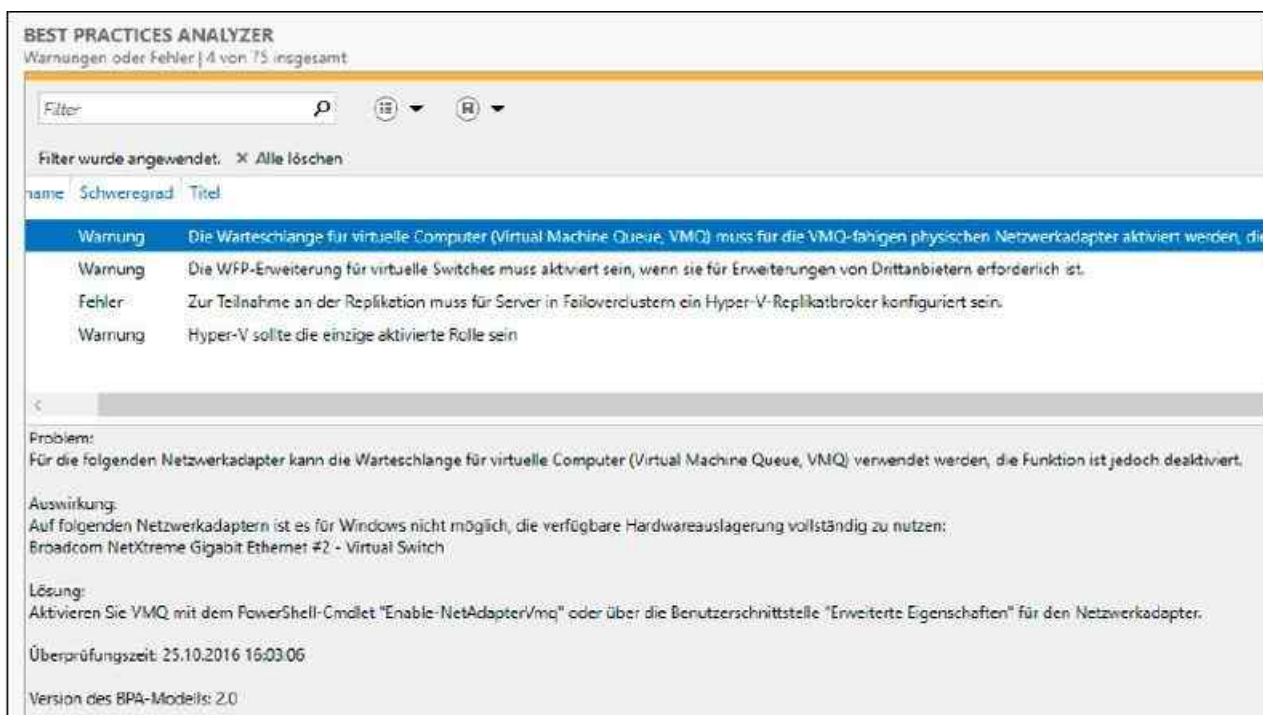 BEST PRACTICES ANALYZER
Warnungen oder Fehler | 4 von 75 insgesamt
Filter
Filter wurde angewendet. × Alle löschen
name Schweregrad Titel
Warnung Die Warteschlange für virtuelle Computer (Virtual Machine Queue, VMQ) muss für die VMQ-fähigen physischen Netzwerkadapter aktiviert werden, die
Warnung Die WFP-Erweiterung für virtuelle Switches muss aktiviert sein, wenn sie für Erweiterungen von Drittanbietern erforderlich ist.
Fehler Zur Teilnahme an der Replikation muss für Server in Failoverclustern ein Hyper-V-Replikatbroker konfiguriert sein.
Warnung Hyper-V sollte die einzige aktivierte Rolle sein
Problem:
Für die folgenden Netzwerkadapter kann die Warteschlange für virtuelle Computer (Virtual Machine Queue, VMQ) verwendet werden, die Funktion ist jedoch deaktiviert.
Auswirkung:
Auf folgenden Netzwerkadaptern ist es für Windows nicht möglich, die verfügbare Hardwareauslagerung vollständig zu nutzen:
Broadcom NetXtreme Gigabit Ethernet #2 - Virtual Switch
Lösung:
Aktivieren Sie VMQ mit dem PowerShell-Cmdlet "Enable-NetAdapterVmq" oder über die Benutzerschnittstelle "Erweiterte Eigenschaften" für den Netzwerkadapter.
Überprüfungszeit: 25.10.2016 16:03:06
Version des BPA-Modells: 2.0